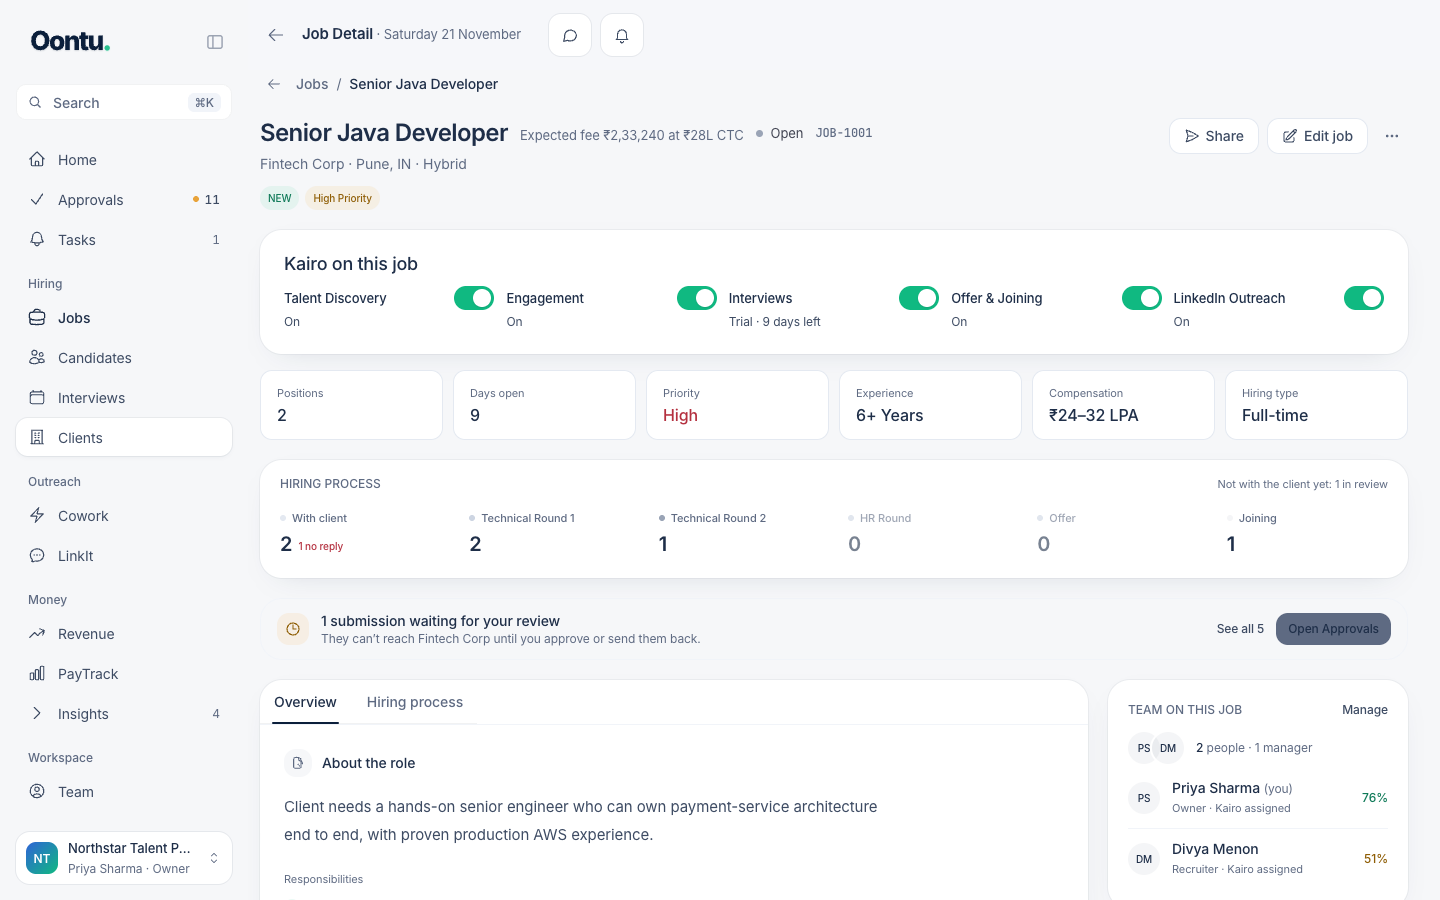 Oontu.
Search ⌘K
Home
Approvals 11
Tasks 1
Hiring
Jobs
Candidates
Interviews
Clients
Outreach
Cowork
LinkIt
Money
Revenue
PayTrack
Insights 4
Workspace
Team
NT
Northstar Talent P...
Priya Sharma · Owner
Job Detail · Saturday 21 November
Jobs / Senior Java Developer
Senior Java Developer Expected fee ₹2,33,240 at ₹28L CTC Open JOB-1001
Share Edit job
Fintech Corp · Pune, IN · Hybrid
NEW High Priority
Kairo on this job
Talent Discovery Engagement Interviews Offer & Joining LinkedIn Outreach
On On Trial · 9 days left On On
Positions Days open Priority Experience Compensation Hiring type
2 9 High 6+ Years ₹24–32 LPA Full-time
HIRING PROCESS Not with the client yet: 1 in review
With client Technical Round 1 Technical Round 2 HR Round Offer Joining
2 1 no reply 2 1 0 0 1
1 submission waiting for your review
They can't reach Fintech Corp until you approve or send them back.
See all 5 Open Approvals
Overview Hiring process
About the role
Client needs a hands-on senior engineer who can own payment-service architecture
end to end, with proven production AWS experience.
Responsibilities
TEAM ON THIS JOB Manage
PS DM 2 people · 1 manager
PS Priya Sharma (you) 76%
Owner · Kairo assigned
DM Divya Menon 51%
Recruiter · Kairo assigned